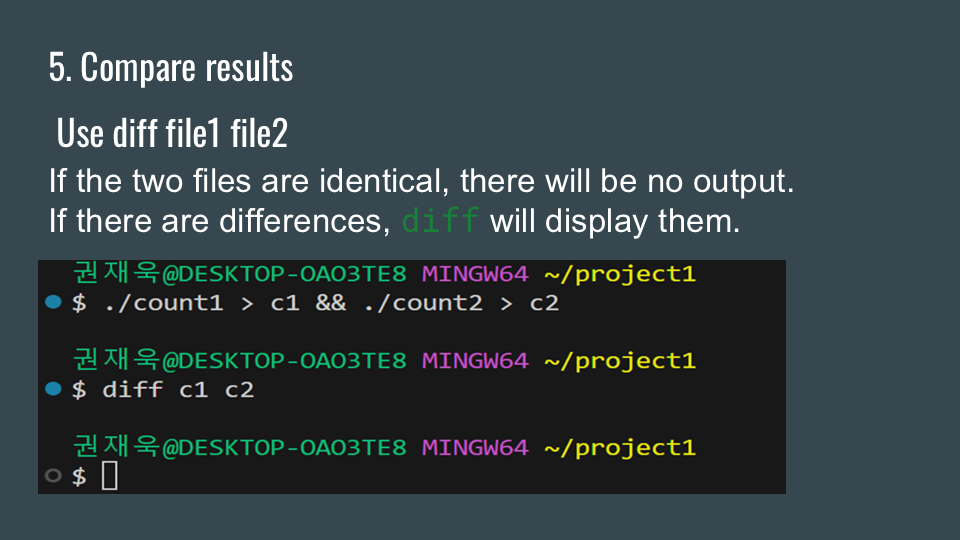 5. Compare results
Use diff file1 file2
If the two files are identical, there will be no output.
If there are differences, diff will display them.
권재욱@DESKTOP-OAO3TE8 MINGW64 ~/project1
$ ./count1 > c1 && ./count2 > c2
권재욱@DESKTOP-OAO3TE8 MINGW64 ~/project1
$ diff c1 c2
권재욱@DESKTOP-OAO3TE8 MINGW64 ~/project1
$